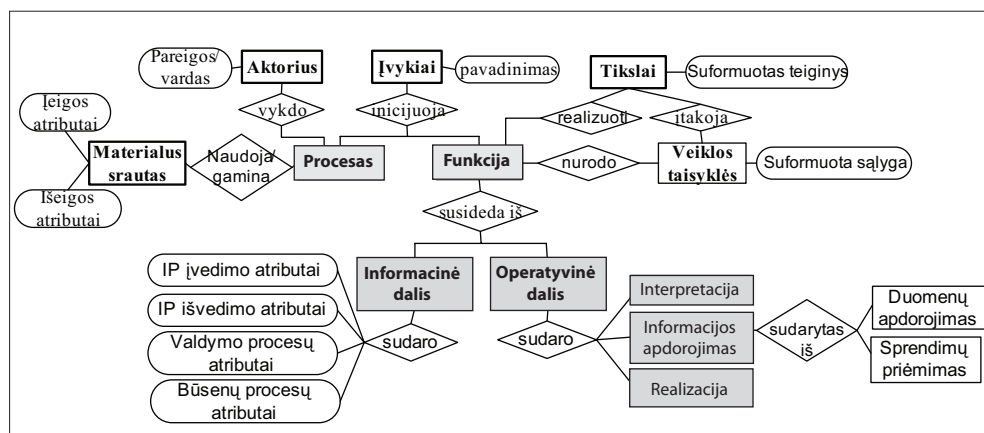 Pareigos/
vardas
Aktorius
Įvykiai
pavadinimas
Tikslai
Suformuotas teiginys
vykdo
inicijuoja
realizuoti
įtakoja
Įeigos
atributai
Materialus
srautas
Išeigos
atributai
Naudoja/
gamina
Procesas
Funkcija
nurodo
Veiklos
taisyklės
Suformuota sąlyga
susideda iš
Informacinė
dalis
Operatyvinė
dalis
IP įvedimo atributai
IP išvedimo atributai
Valdymo procesų
atributai
Būsenų procesų
atributai
sudaro
sudaro
Interpretacija
Informacijos
apdorojimas
Realizacija
sudarytas
iš
Duomenų
apdorojimas
Sprendimų
priėmimas